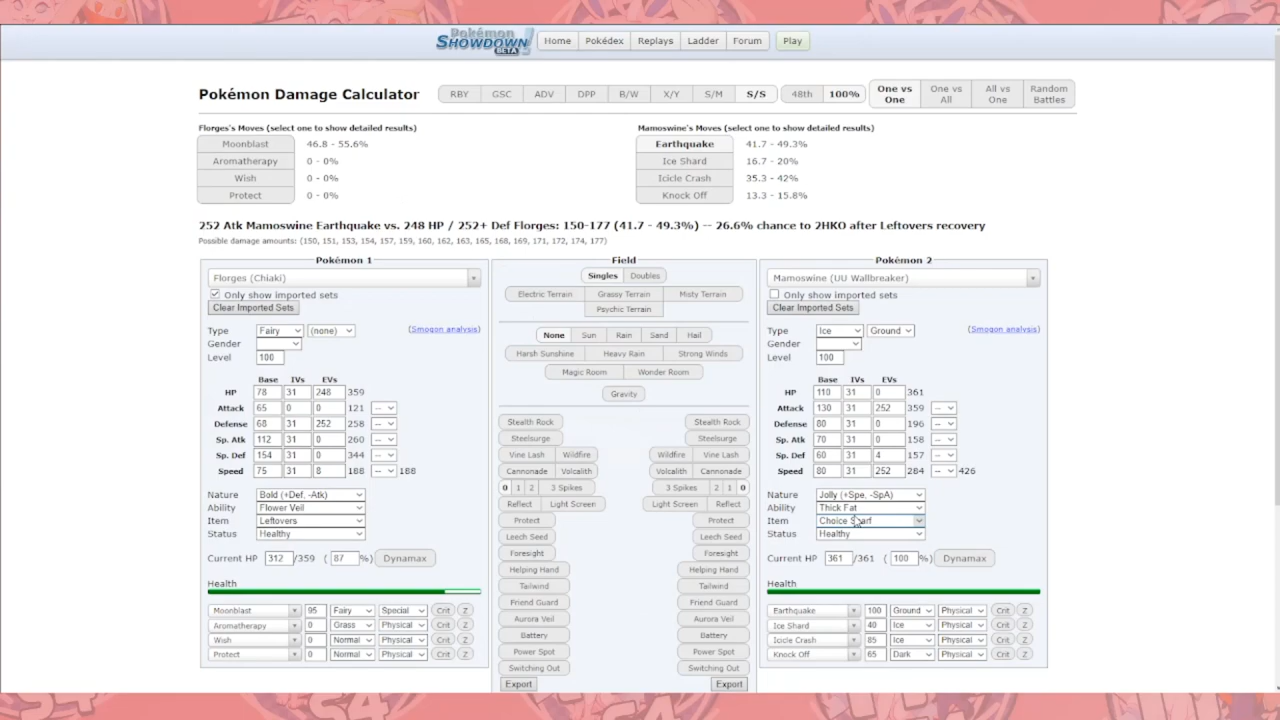 Pokémon
SHOWDOWN!
BETA
Home Pokédex Replays Ladder Forum Play
Pokémon Damage Calculator RBY GSC ADV DPP B/W X/Y S/M S/S 48th 100% One vs One One vs All All vs One Random Battles
Florges's Moves (select one to show detailed results) Mamoswine's Moves (select one to show detailed results)
Moonblast 46.8 - 55.6% Earthquake 41.7 - 49.3%
Aromatherapy 0 - 0% Ice Shard 16.7 - 20%
Wish 0 - 0% Icicle Crash 35.3 - 42%
Protect 0 - 0% Knock Off 13.3 - 15.8%
252 Atk Mamoswine Earthquake vs. 248 HP / 252+ Def Florges: 150-177 (41.7 - 49.3%) -- 26.6% chance to 2HKO after Leftovers recovery
Possible damage amounts: (150, 151, 153, 154, 157, 159, 160, 162, 163, 165, 168, 169, 171, 172, 174, 177)
Pokémon 1
Florges (Chiaki)
Only show imported sets
Clear Imported Sets
Type Fairy (none) (Smogon analysis)
Gender
Level 100
Base IVs EVs
HP 78 31 248 359
Attack 65 0 0 121 --
Defense 68 31 252 258 --
Sp. Atk 112 31 0 260 --
Sp. Def 154 31 0 344 --
Speed 75 31 8 188 -- 188
Nature Bold (+Def, -Atk)
Ability Flower Veil
Item Leftovers
Status Healthy
Current HP 312 /359 ( 87 %) Dynamax
Health
Moonblast 95 Fairy Special Crit Z
Aromatherapy 0 Grass Physical Crit Z
Wish 0 Normal Physical Crit Z
Protect 0 Normal Physical Crit Z
Field
Singles Doubles
Electric Terrain Grassy Terrain Misty Terrain
Psychic Terrain
None Sun Rain Sand Hail
Harsh Sunshine Heavy Rain Strong Winds
Magic Room Wonder Room
Gravity
Stealth Rock Stealth Rock
Steelsurge Steelsurge
Vine Lash Wildfire Wildfire Vine Lash
Cannonade Volcalith Volcalith Cannonade
0 1 2 3 Spikes 3 Spikes 2 1 0
Reflect Light Screen Light Screen Reflect
Protect Protect
Leech Seed Leech Seed
Foresight Foresight
Helping Hand Helping Hand
Tailwind Tailwind
Friend Guard Friend Guard
Aurora Veil Aurora Veil
Battery Battery
Power Spot Power Spot
Switching Out Switching Out
Export Export
Pokémon 2
Mamoswine (UU Wallbreaker)
Only show imported sets
Clear Imported Sets
Type Ice Ground (Smogon analysis)
Gender
Level 100
Base IVs EVs
HP 110 31 0 361
Attack 130 31 252 359 --
Defense 80 31 0 196 --
Sp. Atk 70 31 0 158 --
Sp. Def 60 31 4 157 --
Speed 80 31 252 284 -- 426
Nature Jolly (+Spe, -SpA)
Ability Thick Fat
Item Choice Scarf
Status Healthy
Current HP 361 /361 ( 100 %) Dynamax
Health
Earthquake 100 Ground Physical Crit Z
Ice Shard 40 Ice Physical Crit Z
Icicle Crash 85 Ice Physical Crit Z
Knock Off 65 Dark Physical Crit Z